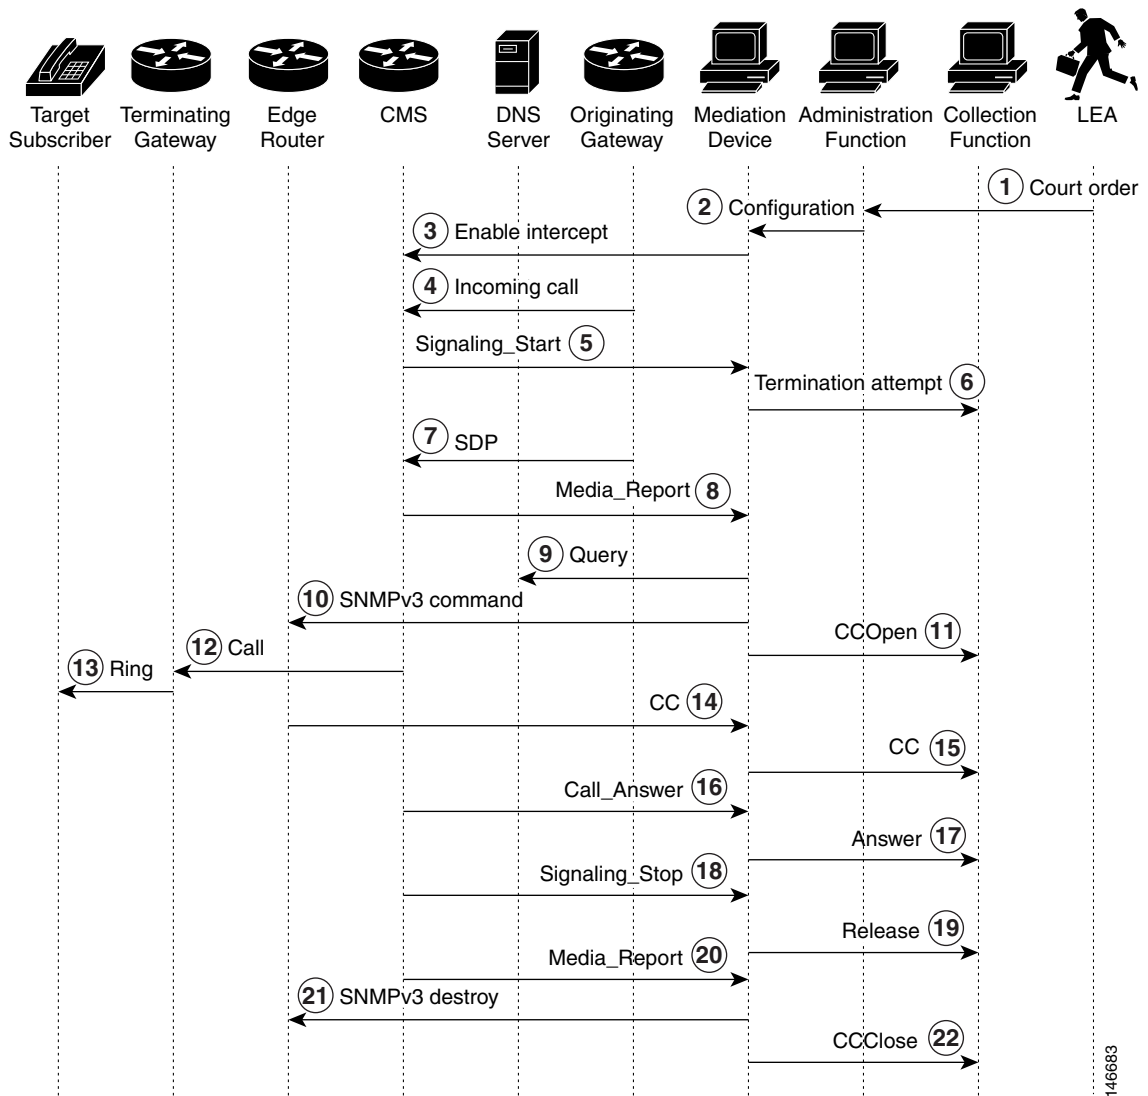 Target Subscriber
Terminating Gateway
Edge Router
CMS
DNS Server
Originating Gateway
Mediation Device
Administration Function
Collection Function
LEA
1 Court order
2 Configuration
3 Enable intercept
4 Incoming call
Signaling_Start 5
Termination attempt 6
7 SDP
Media_Report 8
9 Query
10 SNMPv3 command
CCOpen 11
12 Call
13 Ring
CC 14
CC 15
Call_Answer 16
Answer 17
Signaling_Stop 18
Release 19
Media_Report 20
21 SNMPv3 destroy
CCClose 22
146683